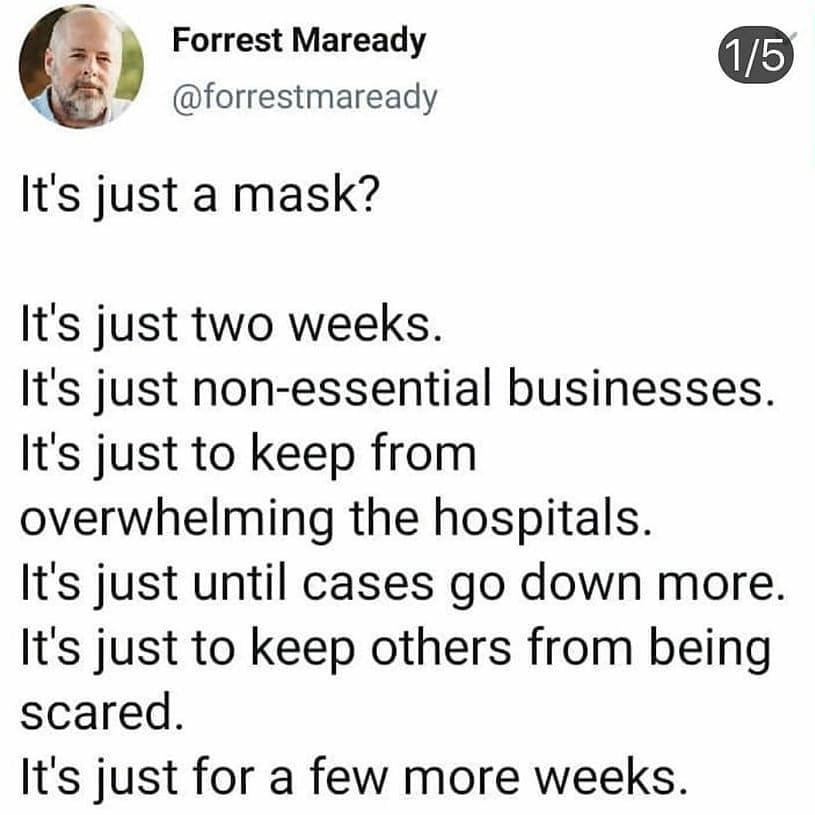 Forrest Maready
1/5
@forrestmaready
It's just a mask?
It's just two weeks.
It's just non-essential businesses.
It's just to keep from
overwhelming the hospitals.
It's just until cases go down more.
It's just to keep others from being
scared.
It's just for a few more weeks.